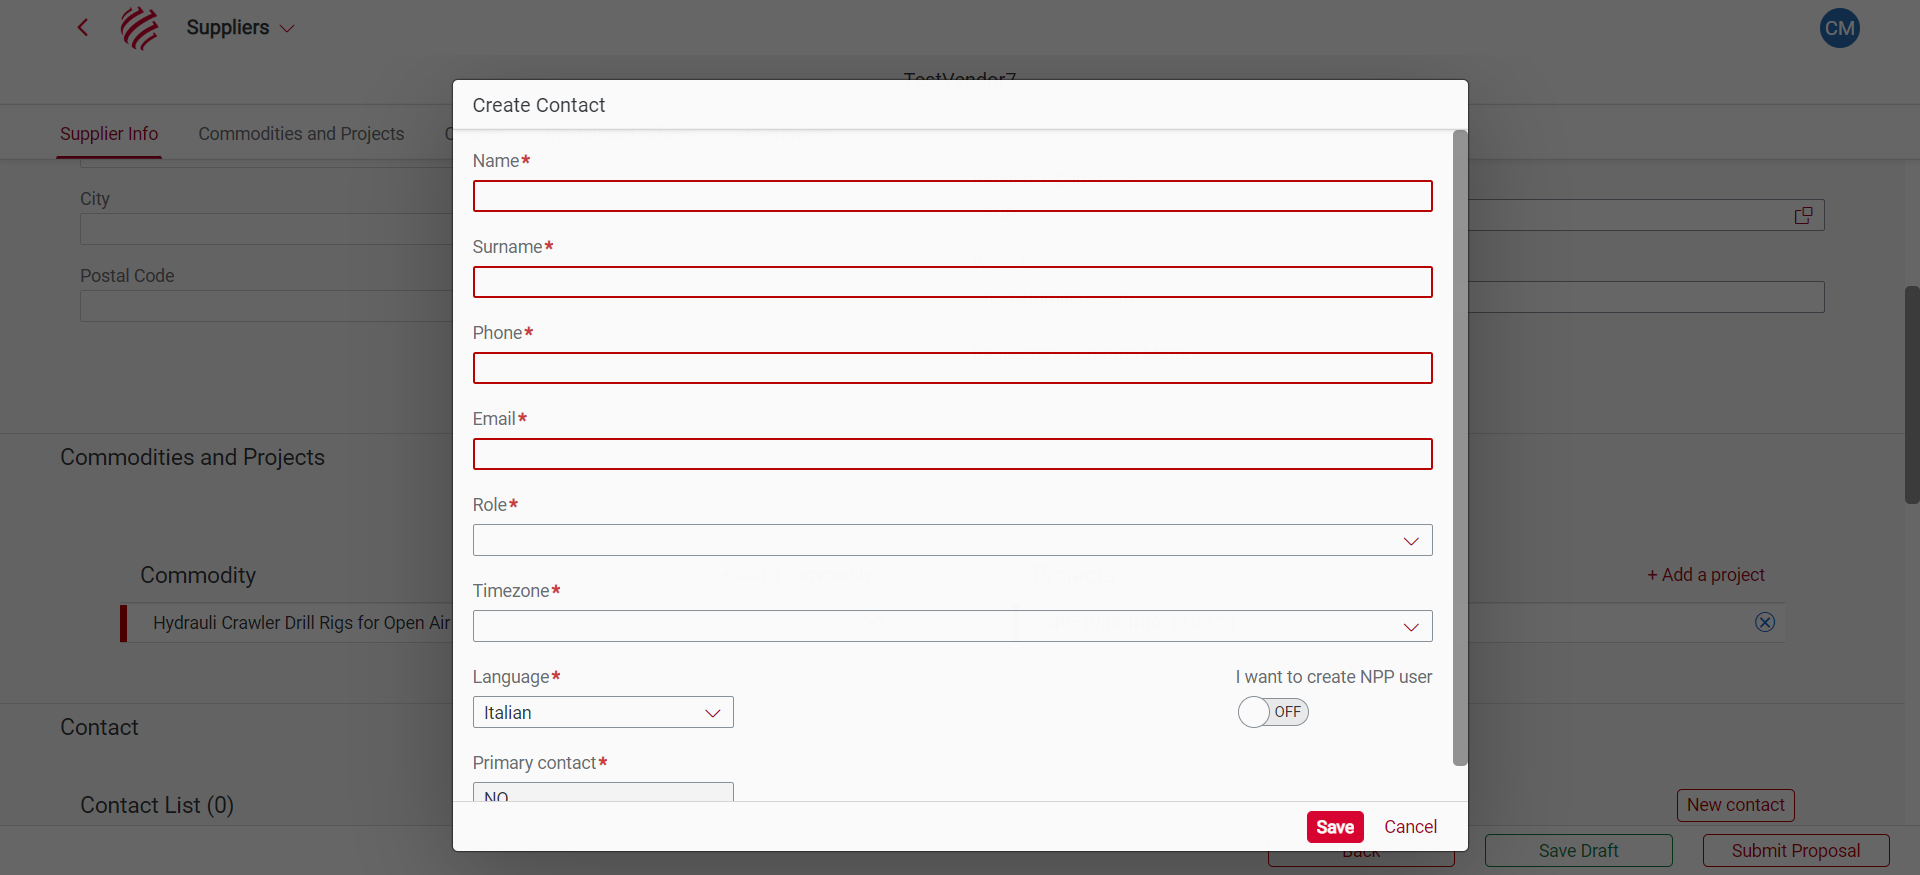 Suppliers
CM
TestVendor7
Create Contact
Supplier Info
Commodities and Projects
Name*
City
Surname*
Postal Code
Phone*
Email*
Commodities and Projects
Role*
Commodity
+ Add a project
Timezone*
Hydrauli Crawler Drill Rigs for Open Air
Language*
I want to create NPP user
Italian
OFF
Contact
Primary contact*
NO
Contact List (0)
New contact
Save
Cancel
Back
Save Draft
Submit Proposal